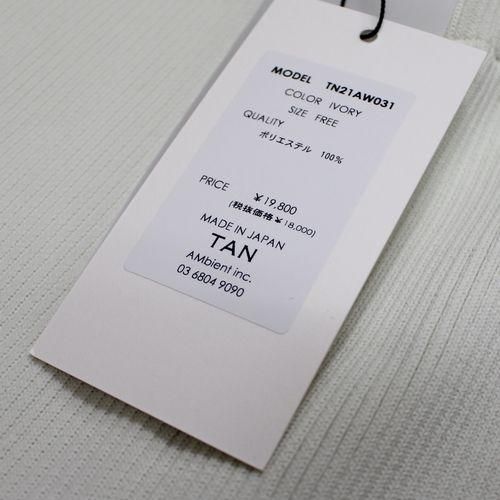 MODEL TN21AW031
COLOR IVORY
SIZE FREE
QUALITY
ポリエステル 100%
PRICE ¥19,800
(税抜価格¥18,000)
MADE IN JAPAN
TAN
AMbient inc.
03 6804 9090